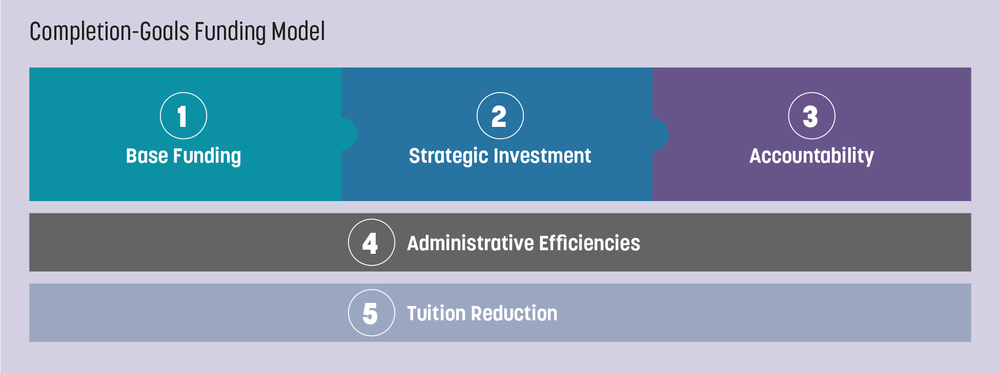 Completion-Goals Funding Model
1
Base Funding
2
Strategic Investment
3
Accountability
4 Administrative Efficiencies
5 Tuition Reduction